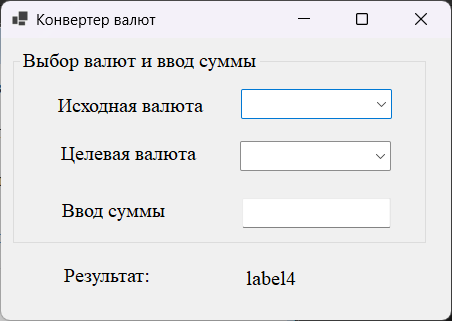 Конвертер валют
Выбор валют и ввод суммы
Исходная валюта
Целевая валюта
Ввод суммы
Результат: label4